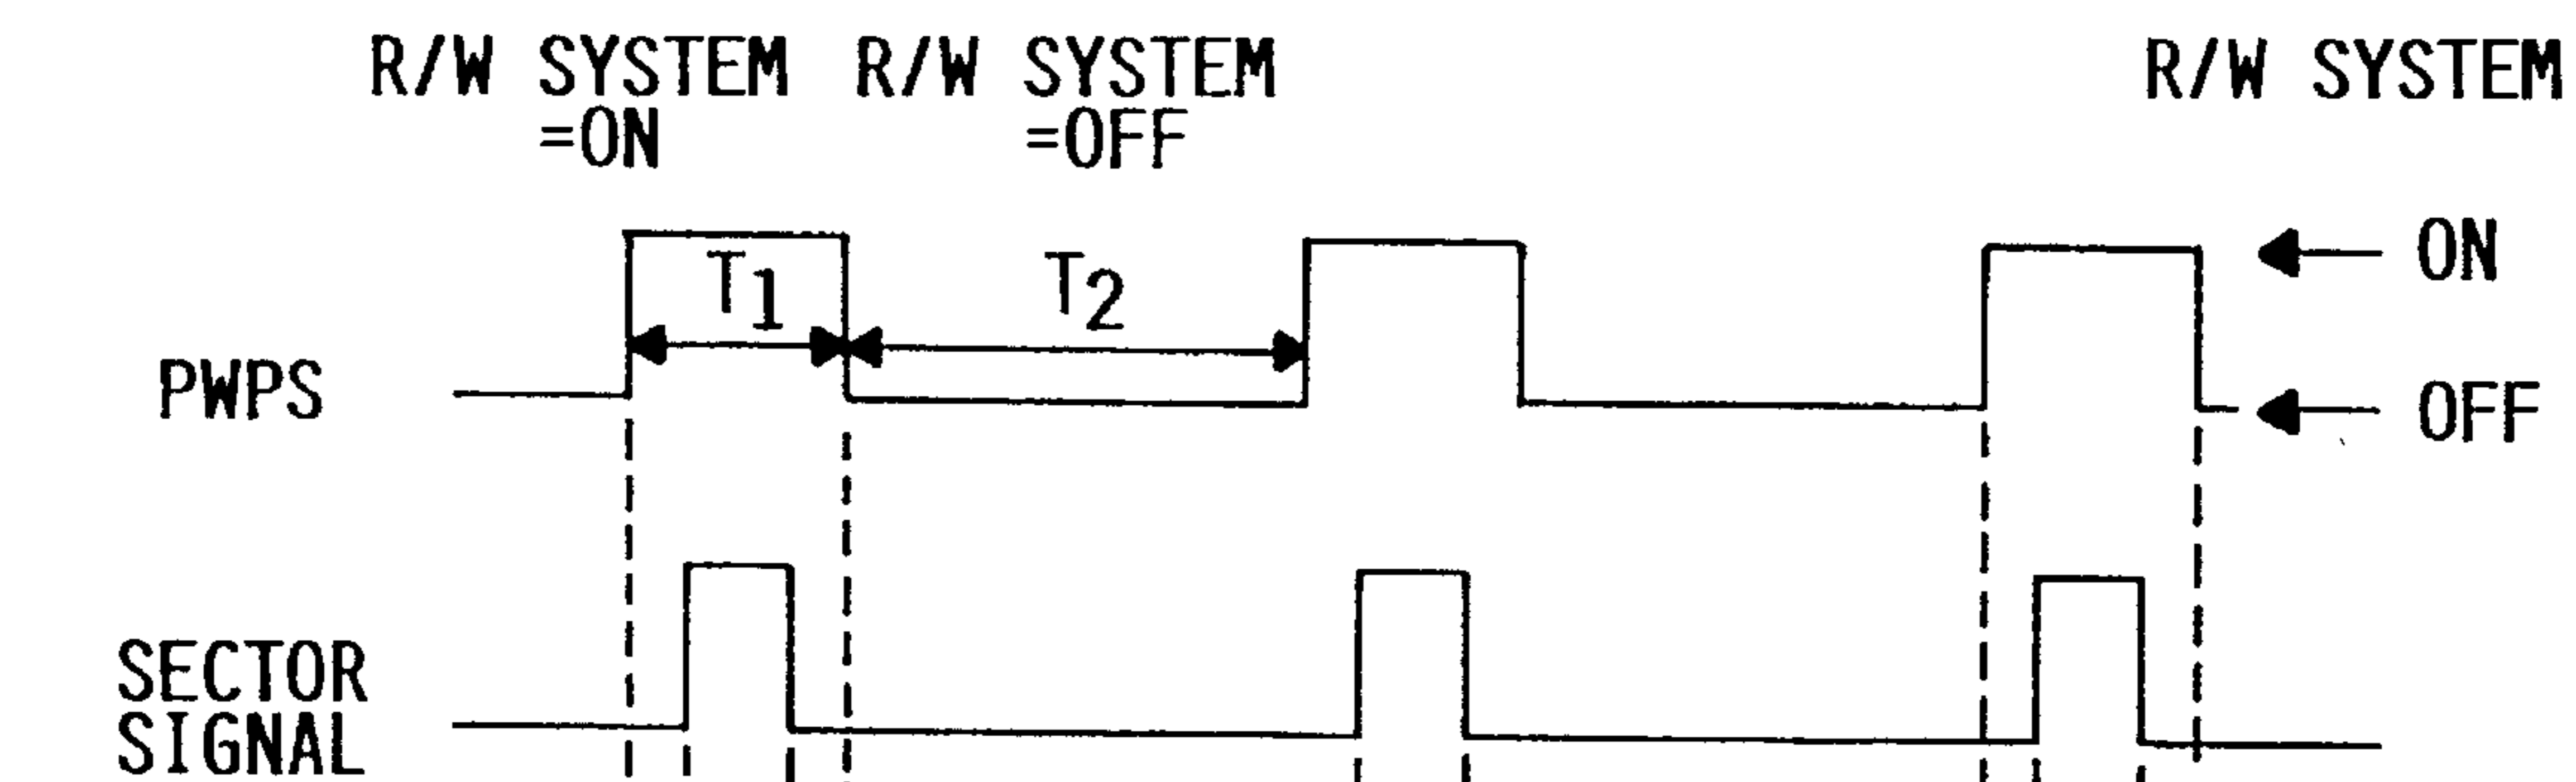 R/W SYSTEM
=ON
R/W SYSTEM
=OFF
R/W SYSTEM
T1
T2
ON
PWPS
OFF
SECTOR
SIGNAL